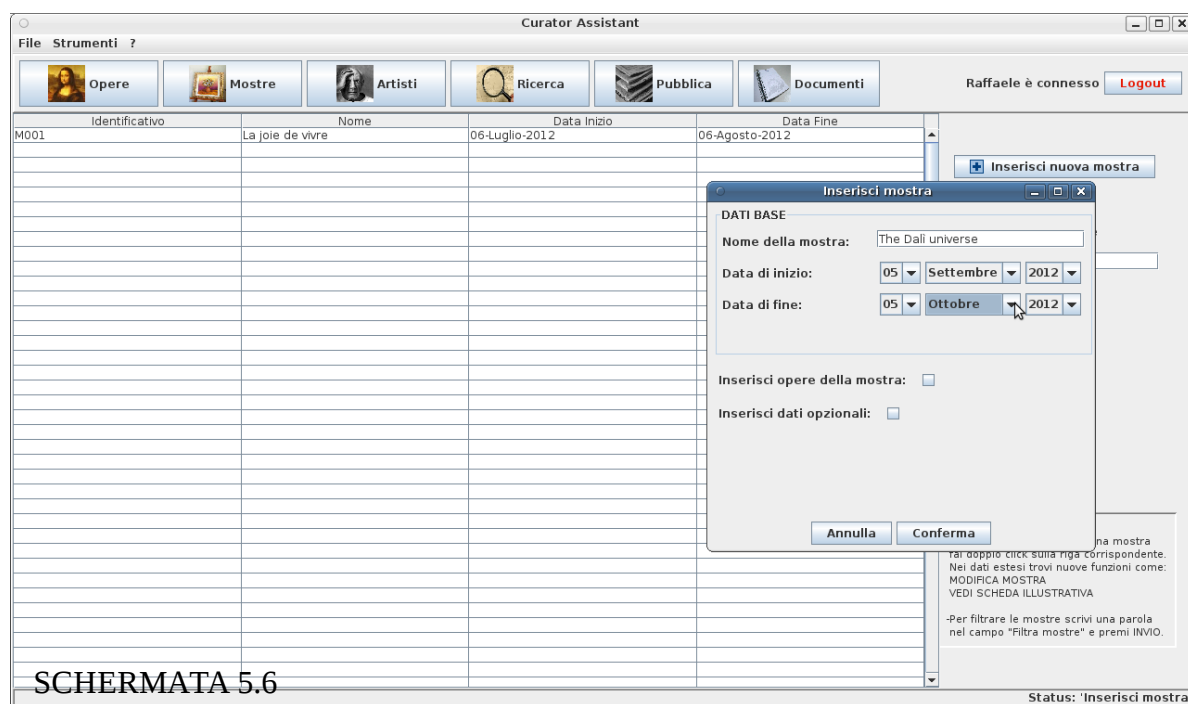 Curator Assistant
File Strumenti ?
Opere Mostre Artisti Ricerca Pubblica Documenti Raffaele è connesso Logout
Identificativo Nome Data Inizio Data Fine
M001 La joie de vivre 06-Luglio-2012 06-Agosto-2012
Inserisci nuova mostra
Inserisci mostra
DATI BASE
Nome della mostra: The Dalì universe
Data di inizio: 05 Settembre 2012
Data di fine: 05 Ottobre 2012
Inserisci opere della mostra:
Inserisci dati opzionali:
Annulla Conferma
mostra
fai doppio click sulla riga corrispondente.
Nei dati estesi trovi nuove funzioni come:
MODIFICA MOSTRA
VEDI SCHEDA ILLUSTRATIVA
-Per filtrare le mostre scrivi una parola
nel campo "Filtra mostre" e premi INVIO.
SCHERMATA 5.6
Status: 'Inserisci mostra